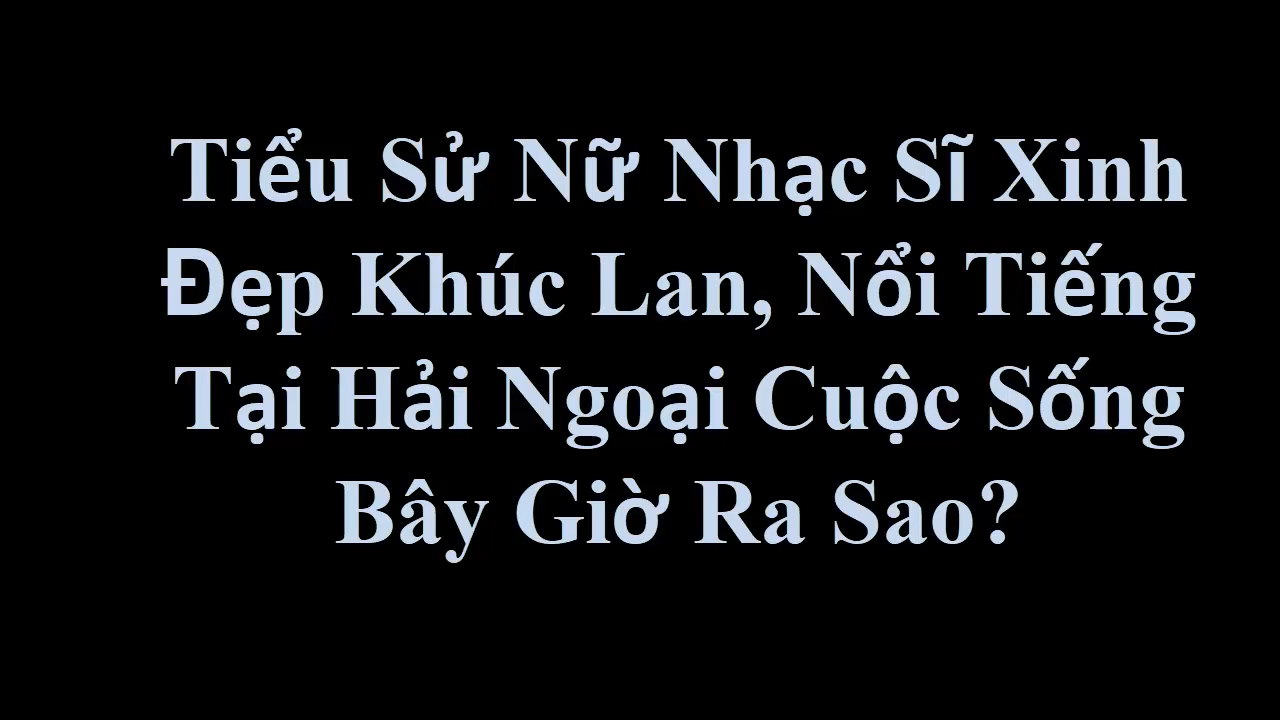 Tiểu Sử Nữ Nhạc Sĩ Xinh
Đẹp Khúc Lan, Nổi Tiếng
Tại Hải Ngoại Cuộc Sống
Bây Giờ Ra Sao?